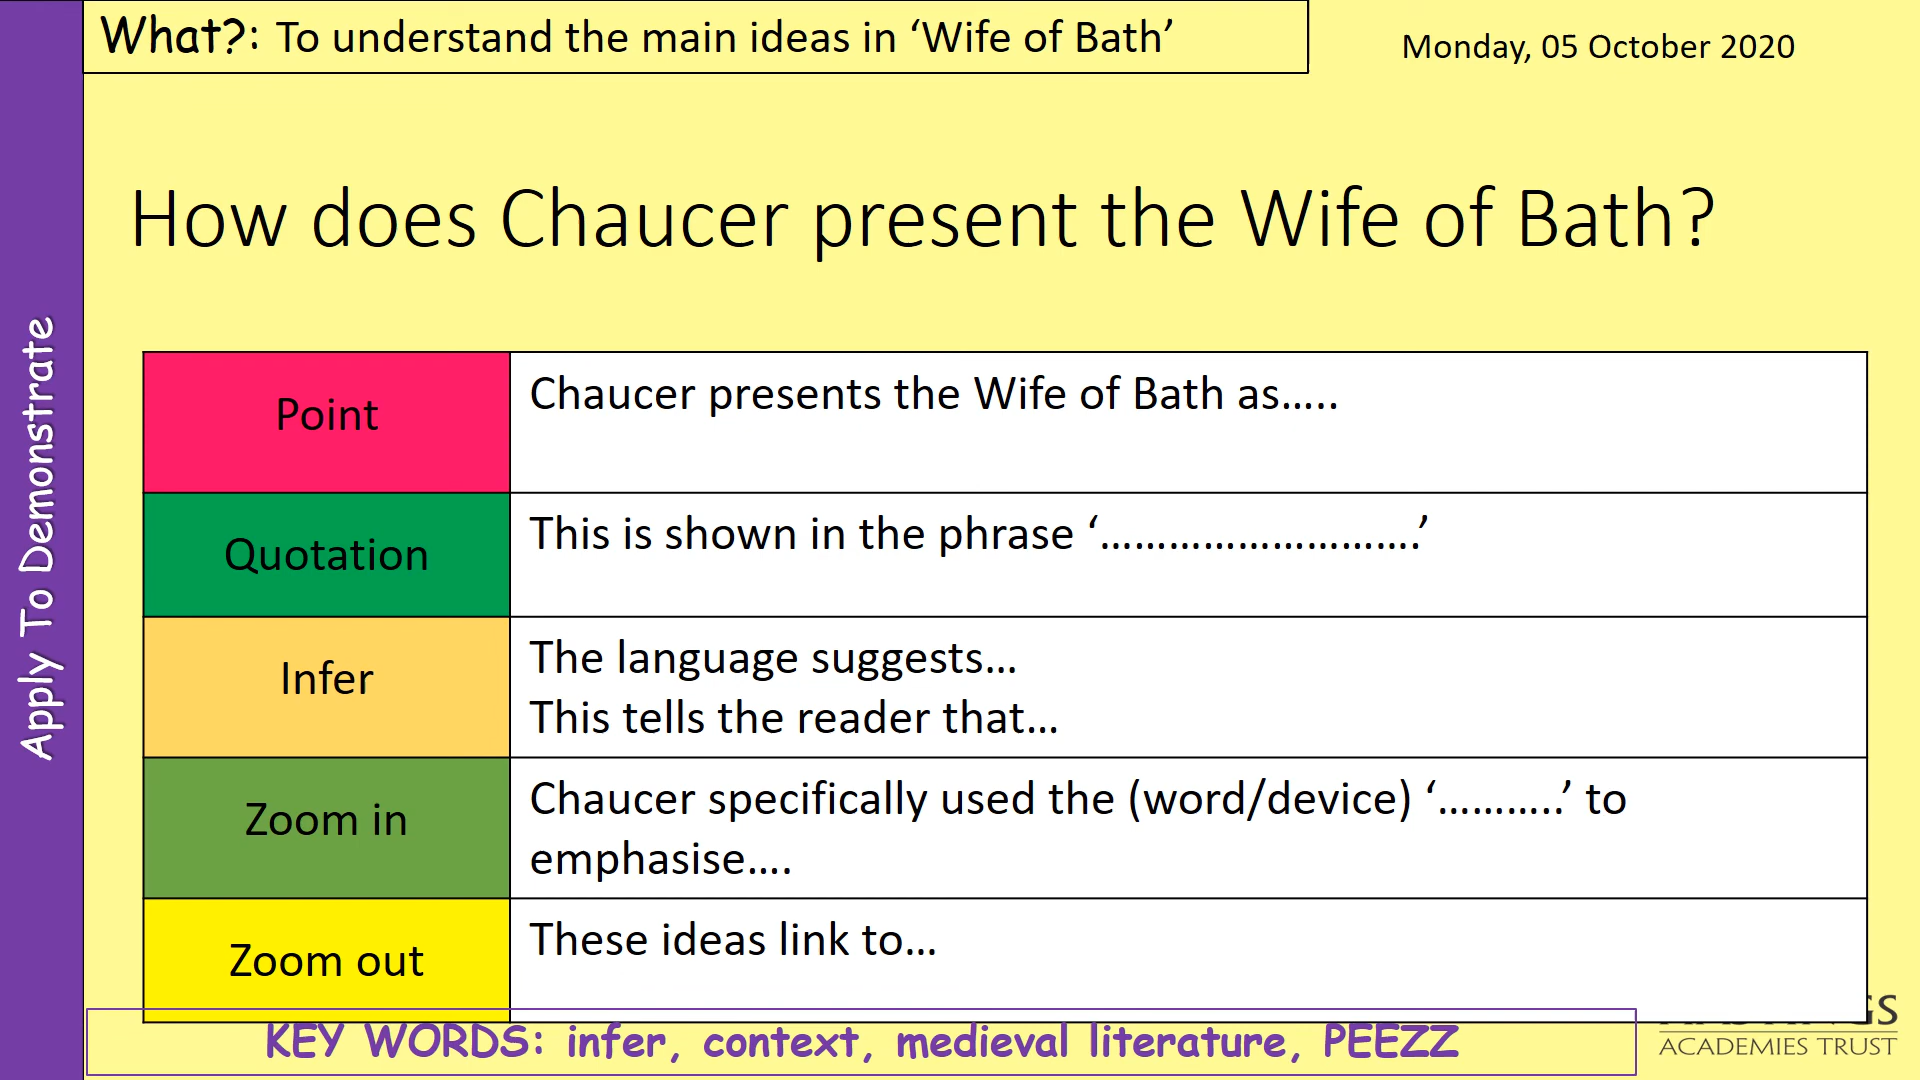 What?: To understand the main ideas in ‘Wife of Bath’
Monday, 05 October 2020
How does Chaucer present the Wife of Bath?
Apply To Demonstrate
Point
Chaucer presents the Wife of Bath as…..
Quotation
This is shown in the phrase ‘……………………….’
Infer
The language suggests…
This tells the reader that…
Zoom in
Chaucer specifically used the (word/device) ‘………..’ to
emphasise….
Zoom out
These ideas link to…
KEY WORDS: infer, context, medieval literature, PEEZZ
ACADEMIES TRUST